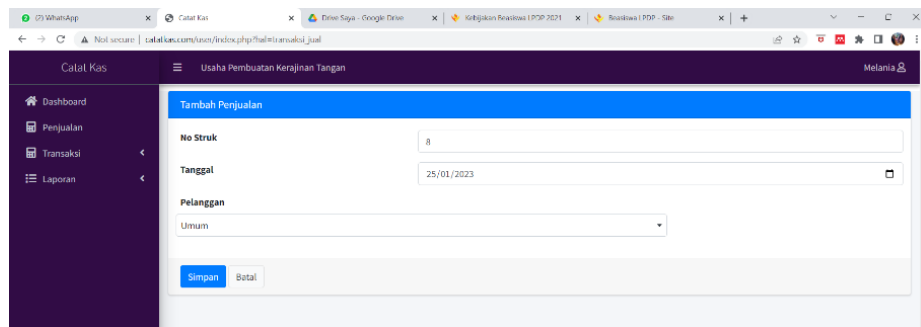 (2) WhatsApp
Catat Kas
Drive Saya - Google Drive
Kebijakan Beasiswa LPDP 2021
Beasiswa LPDP - Site
Not secure | catatkas.com/user/index.php?hal=transaksi_jual
Catat Kas
Usaha Pembuatan Kerajinan Tangan
Melania
Dashboard
Penjualan
Transaksi
Laporan
Tambah Penjualan
No Struk
8
Tanggal
25/01/2023
Pelanggan
Umum
Simpan
Batal